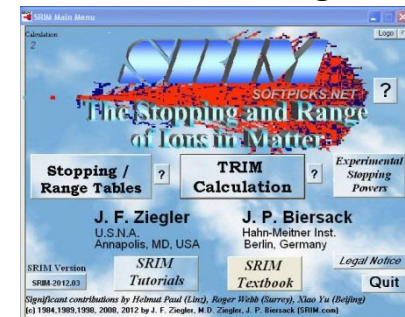 SRIM Main Menu
Calculation
2
Logo
?
SRIM
SOFTPICKS.NET
The Stopping and Range
of Ions in Matter
?
Stopping /
Range Tables
?
TRIM
Calculation
?
Experimental
Stopping
Powers
J. F. Ziegler
U.S.N.A.
Annapolis, MD, USA
J. P. Biersack
Hahn-Meitner Inst.
Berlin, Germany
SRIM Version
SRIM-2012.03
SRIM
Tutorials
SRIM
Textbook
Legal Notice
Quit
Significant contributions by Helmut Paul (Linz), Roger Webb (Surrey), Xiao Yu (Beijing)
(c) 1984,1989,1998, 2008, 2012 by J. F. Ziegler, M.D. Ziegler, J. P. Biersack (SRIM.com)